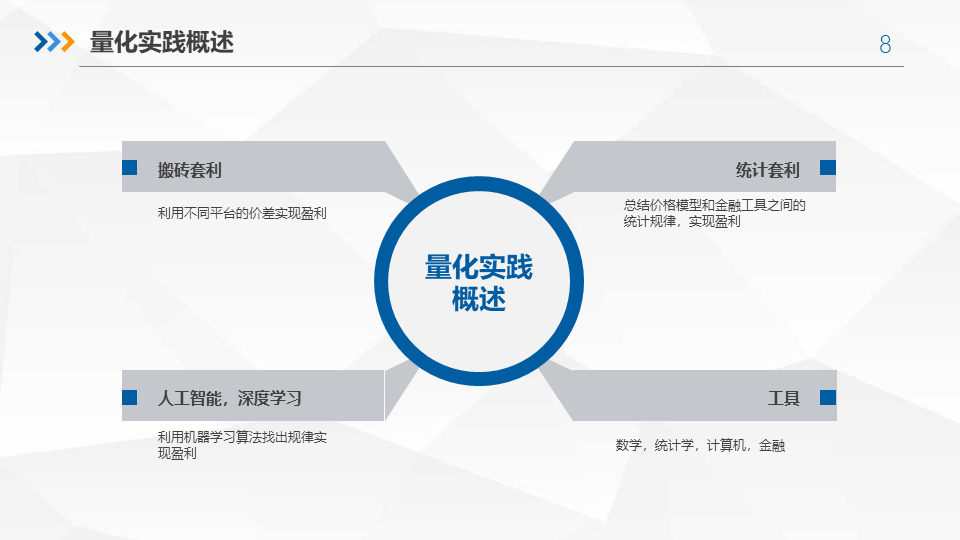 量化实践概述
8
搬砖套利
利用不同平台的价差实现盈利
统计套利
总结价格模型和金融工具之间的
统计规律，实现盈利
量化实践
概述
人工智能，深度学习
利用机器学习算法找出规律实
现盈利
工具
数学，统计学，计算机，金融